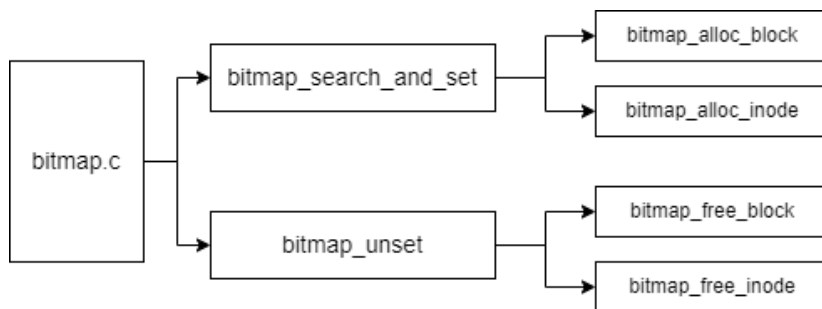 bitmap.c
bitmap_search_and_set
bitmap_alloc_block
bitmap_alloc_inode
bitmap_unset
bitmap_free_block
bitmap_free_inode